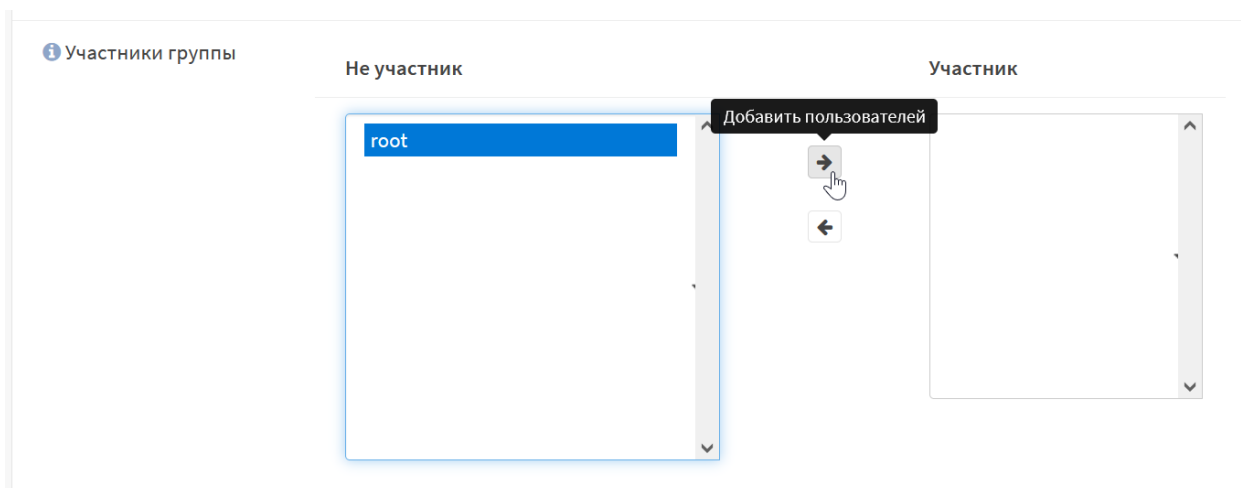 Участники группы
Не участник
Участник
Добавить пользователей
root